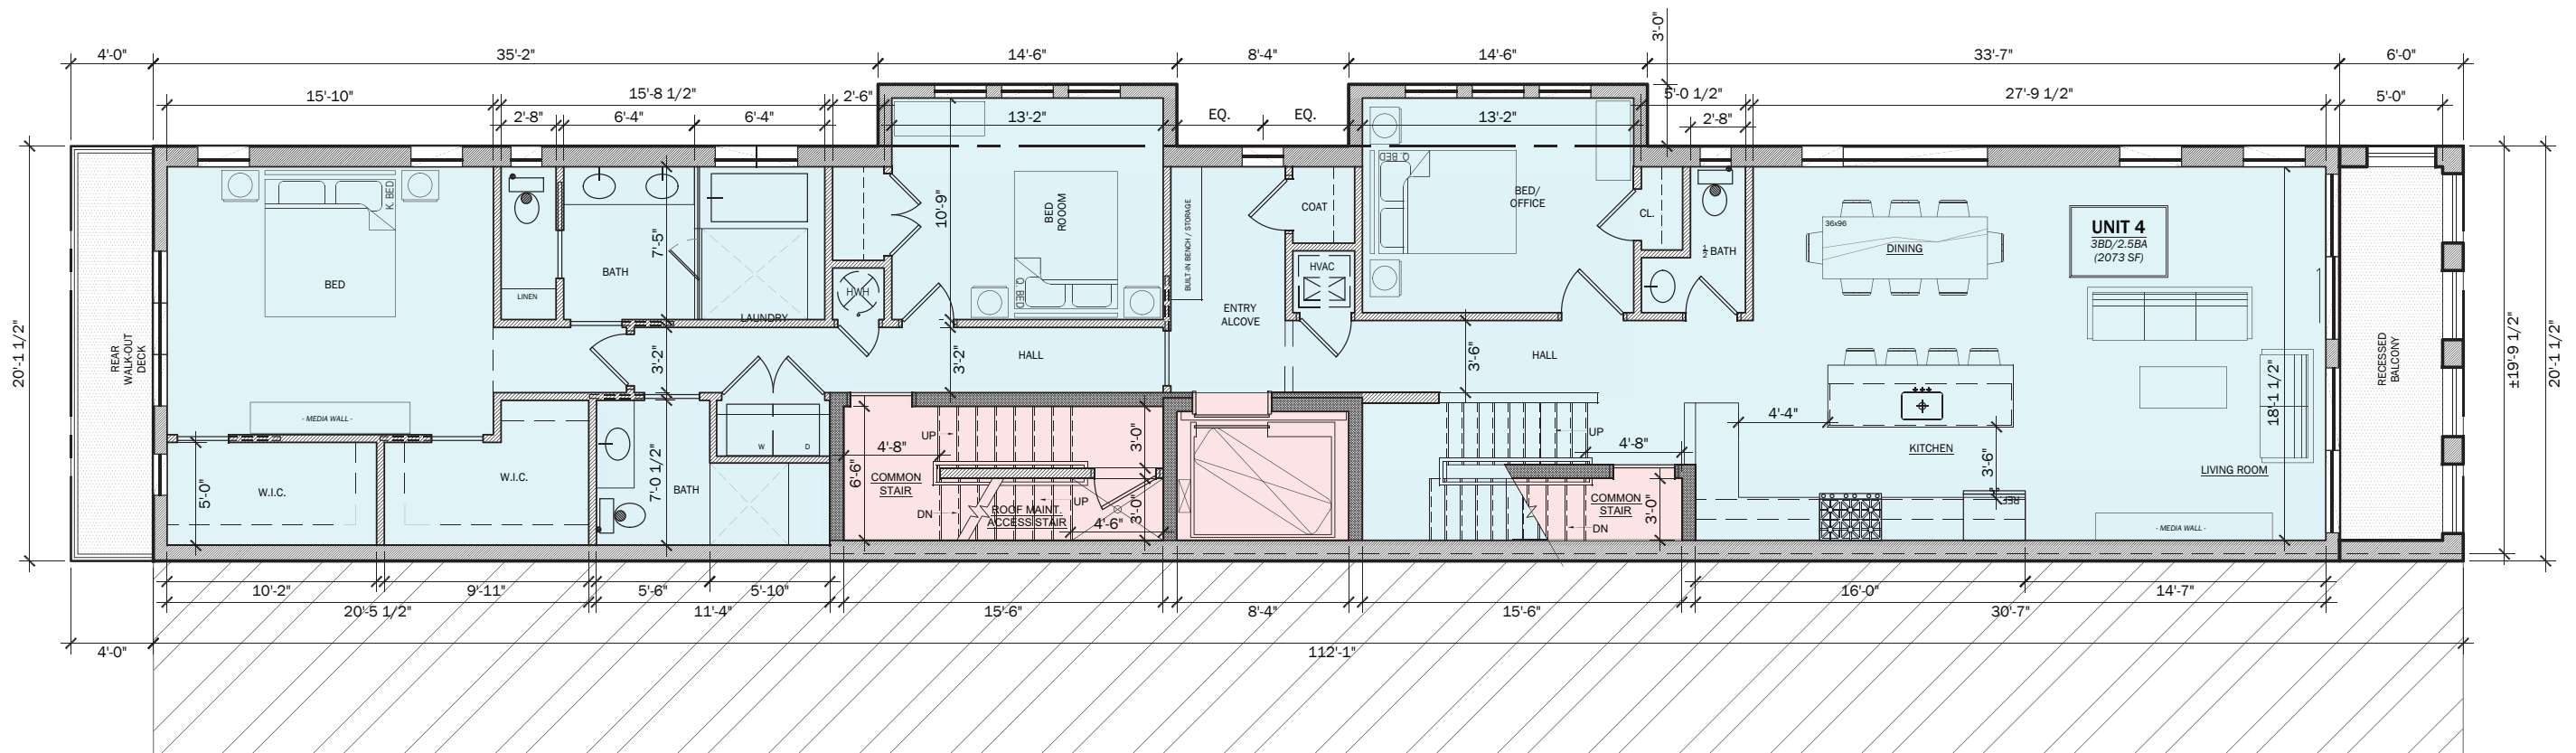 3'-0"
4'-0"
35'-2"
14'-6"
8'-4"
14'-6"
33'-7"
6'-0"
15'-10"
15'-8 1/2"
2'-6"
5'-0 1/2"
27'-9 1/2"
5'-0"
2'-8"
6'-4"
6'-4"
13'-2"
EQ.
EQ.
13'-2"
2'-8"
K. BED
BED
LINEN
BATH
7'-5"
LAUNDRY
HWH
10'-9"
BED
ROOOM
Q. BED
BUILT-IN BENCH / STORAGE
COAT
HVAC
ENTRY
ALCOVE
Q. BED
BED/
OFFICE
CL.
½ BATH
36x96
DINING
UNIT 4
3BD/2.5BA
(2073 SF)
20'-1 1/2"
REAR
WALK-OUT
DECK
3'-2"
3'-2"
HALL
3'-6"
HALL
RECESSED
BALCONY
±19'-9 1/2"
20'-1 1/2"
- MEDIA WALL -
5'-0"
W.I.C.
W.I.C.
7'-0 1/2"
BATH
W
D
UP
4'-8"
6'-6"
COMMON
STAIR
3'-0"
UP
DN
ROOF MAINT.
ACCESS STAIR
4'-6"
3'-0"
UP
4'-8"
COMMON
STAIR
3'-0"
DN
4'-4"
KITCHEN
3'-6"
REF.
18'-1 1/2"
LIVING ROOM
- MEDIA WALL -
10'-2"
9'-11"
5'-6"
5'-10"
16'-0"
14'-7"
20'-5 1/2"
11'-4"
15'-6"
8'-4"
15'-6"
30'-7"
4'-0"
112'-1"